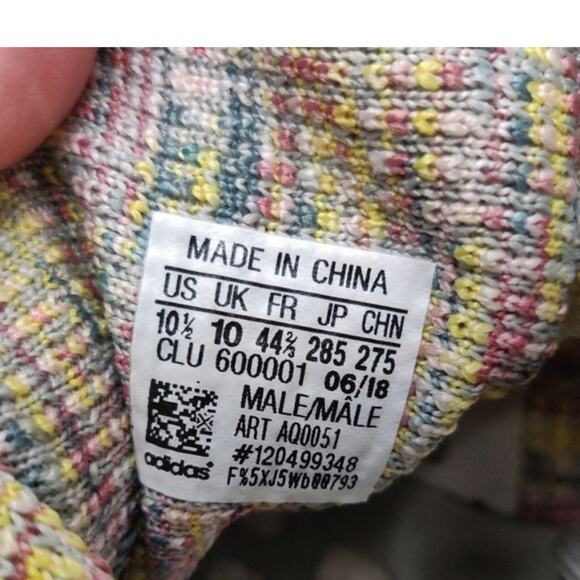 MADE IN CHINA
US UK FR JP CHN
10½ 10 44⅔ 285 275
CLU 600001 06/18
MALE/MÂLE
ART AQ0051
#120499348
adidas